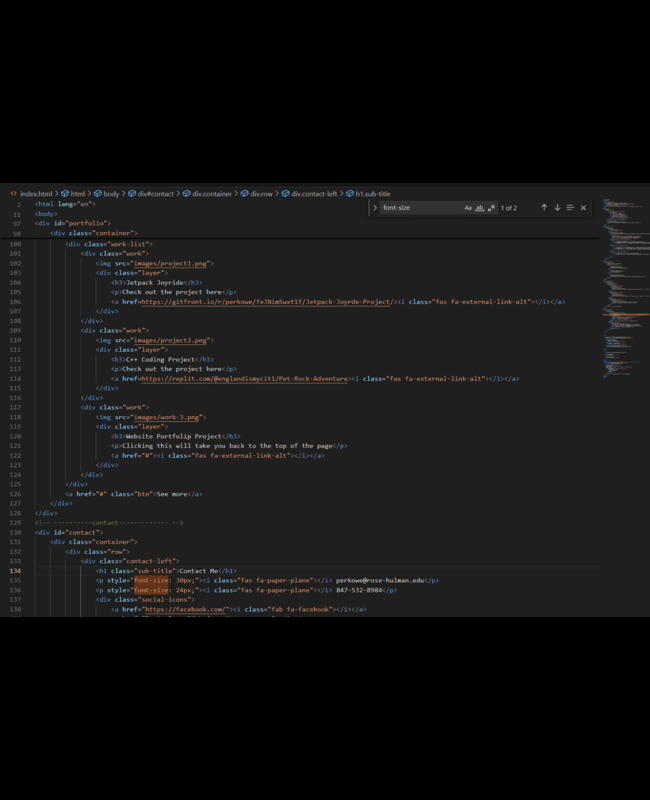 index.html > html > body > div#contact > div.container > div.row > div.contact-left > h1.sub-title
font-size Aa ab 1 of 2
2 <html lang="en">
11 <body>
97 <div id="portfolio">
98 <div class="container">
100 <div class="work-list">
101 <div class="work">
102 <img src="images/project1.png">
103 <div class="layer">
104 <h3>Jetpack Joyride</h3>
105 <p>Check out the project here</p>
106 <a href=https://gitfront.io/r/perkowe/feJNimSwxt1f/Jetpack-Joyrde-Project/><i class="fas fa-external-link-alt"></i></a>
107 </div>
108 </div>
109 <div class="work">
110 <img src="images/project2.png">
111 <div class="layer">
112 <h3>C++ Coding Project</h3>
113 <p>Check out the project here</p>
114 <a href=https://replit.com/@englandismycit1/Pet-Rock-Adventure><i class="fas fa-external-link-alt"></i></a>
115 </div>
116 </div>
117 <div class="work">
118 <img src="images/work-3.png">
119 <div class="layer">
120 <h3>Website Portfolip Project</h3>
121 <p>Clicking this will take you back to the top of the page</p>
122 <a href="#"><i class="fas fa-external-link-alt"></i></a>
123 </div>
124 </div>
125 </div>
126 <a href="#" class="btn">See more</a>
127 </div>
128 </div>
129 <!-- ----------contact------------- -->
130 <div id="contact">
131 <div class="container">
132 <div class="row">
133 <div class="contact-left">
134 <h1 class="sub-title">Contact Me</h1>
135 <p style="font-size: 30px;"><i class="fas fa-paper-plane"></i> perkowe@rose-hulman.edu</p>
136 <p style="font-size: 24px;"><i class="fas fa-paper-plane"></i> 847-532-8984</p>
137 <div class="social-icons">
138 <a href="https://facebook.com/"><i class="fab fa-facebook"></i></a>